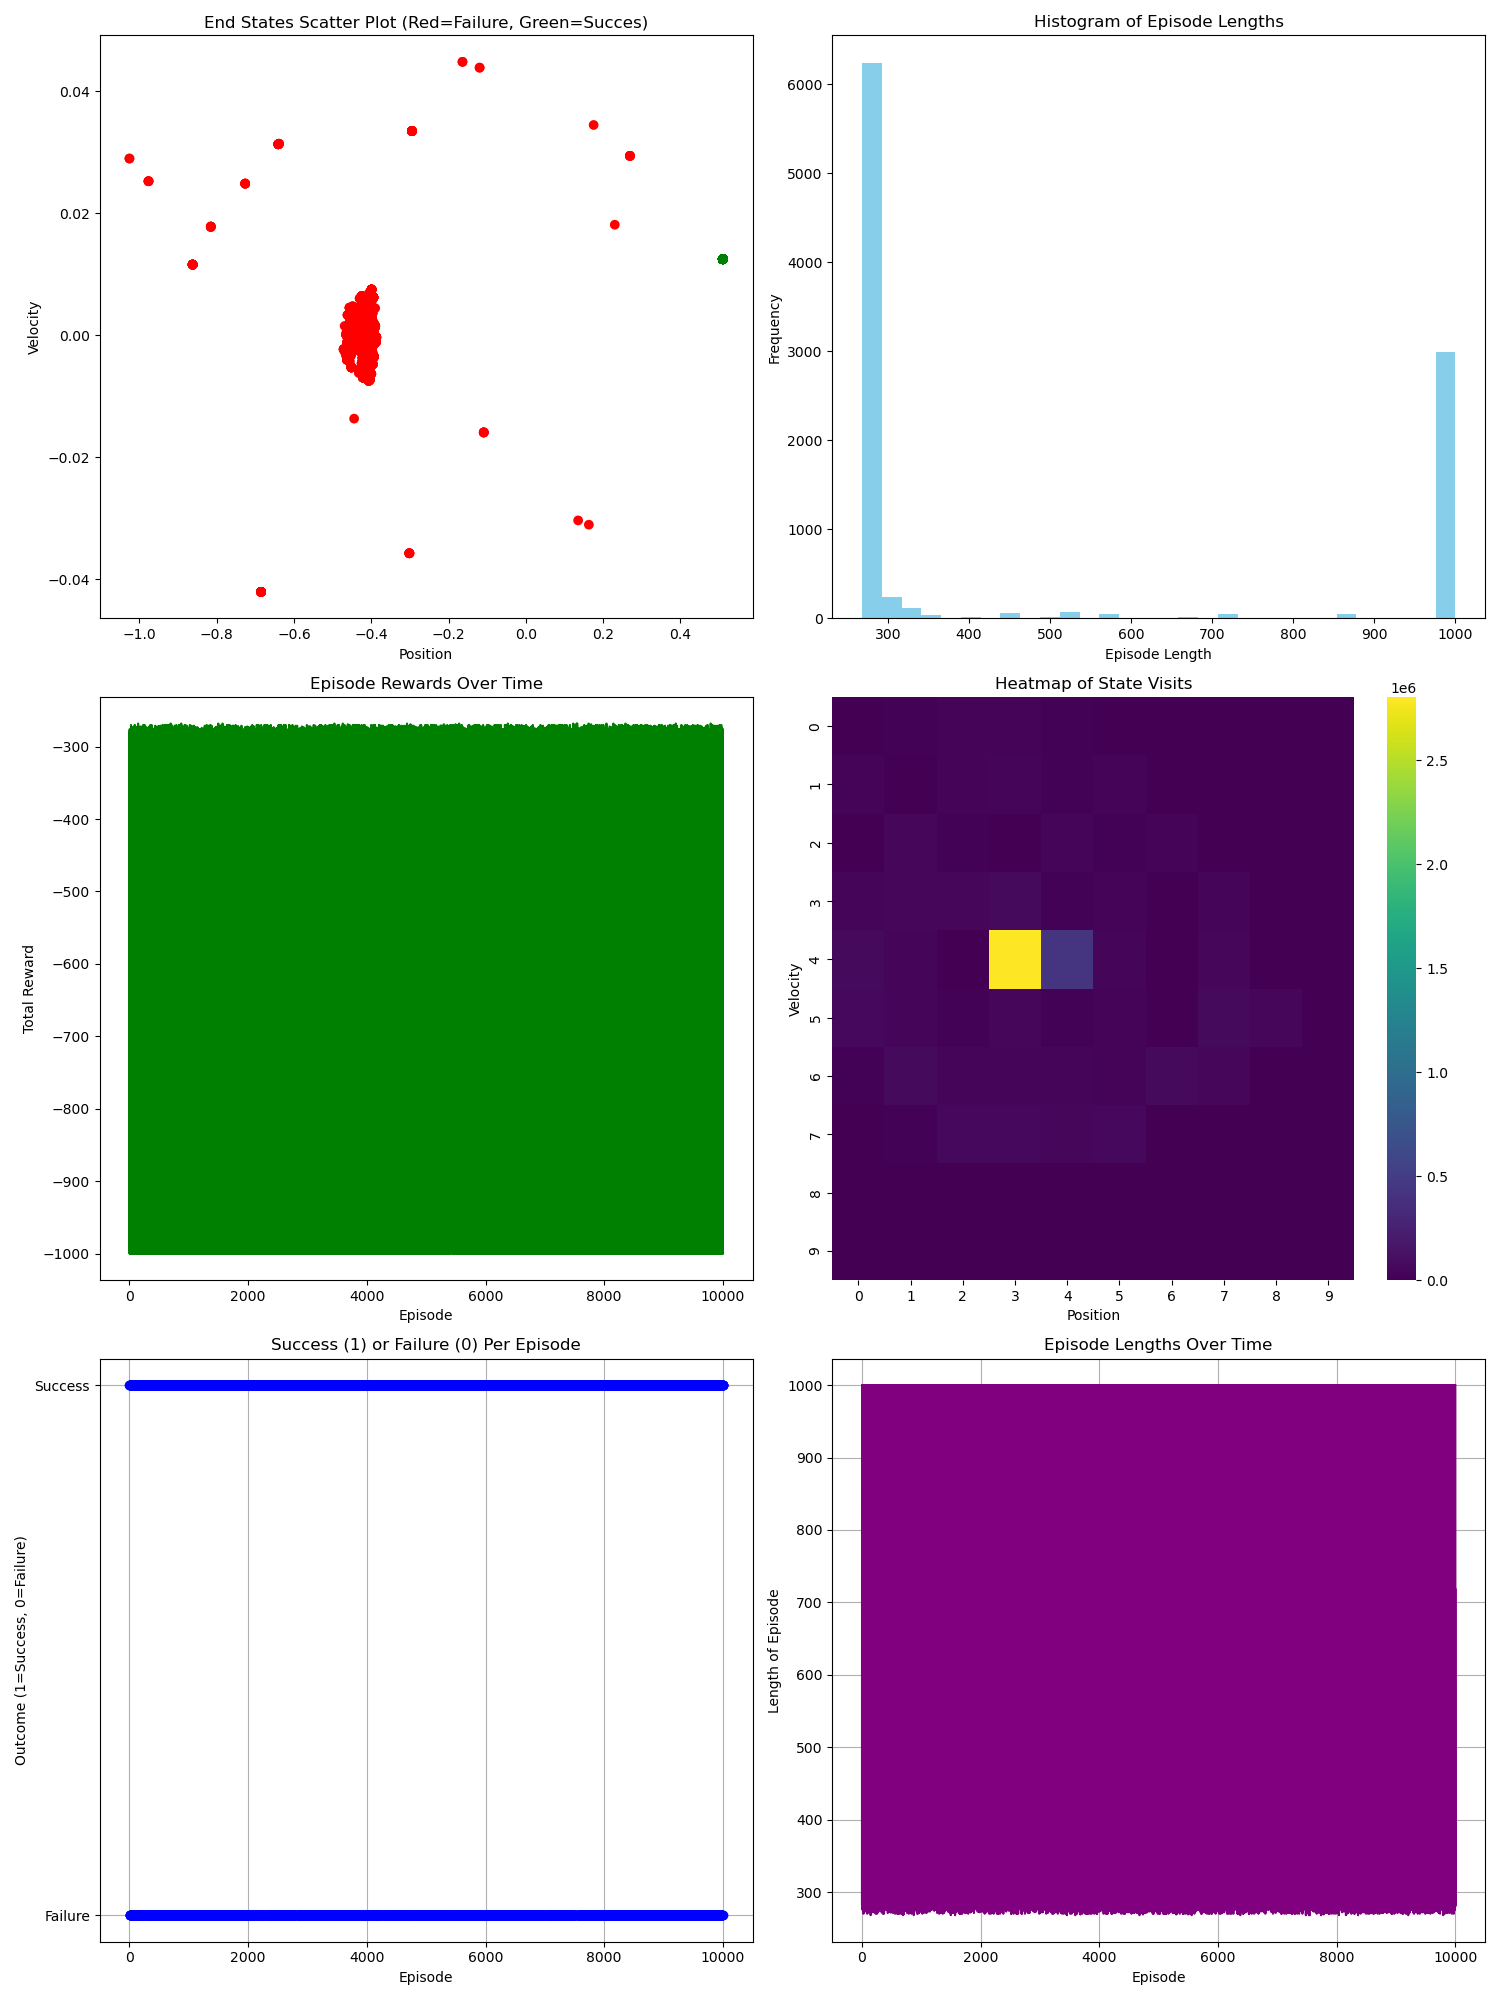 End States Scatter Plot (Red=Failure, Green=Succes)
0.04
0.02
0.00
−0.02
−0.04
Velocity
−1.0 −0.8 −0.6 −0.4 −0.2 0.0 0.2 0.4
Position
Histogram of Episode Lengths
6000
5000
4000
3000
2000
1000
0
Frequency
300 400 500 600 700 800 900 1000
Episode Length
Episode Rewards Over Time
−300
−400
−500
−600
−700
−800
−900
−1000
Total Reward
0 2000 4000 6000 8000 10000
Episode
Heatmap of State Visits
0
1
2
3
4
5
6
7
8
9
Velocity
0 1 2 3 4 5 6 7 8 9
Position
1e6
2.5
2.0
1.5
1.0
0.5
0.0
Success (1) or Failure (0) Per Episode
Success
Failure
Outcome (1=Success, 0=Failure)
0 2000 4000 6000 8000 10000
Episode
Episode Lengths Over Time
1000
900
800
700
600
500
400
300
Length of Episode
0 2000 4000 6000 8000 10000
Episode